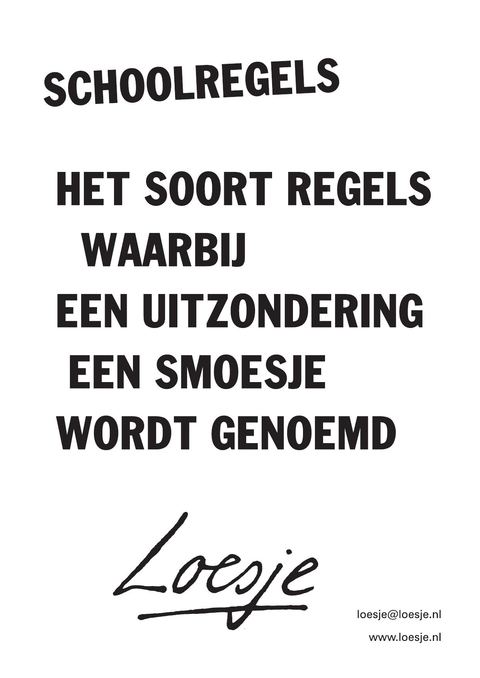 SCHOOLREGELS
HET SOORT REGELS
WAARBIJ
EEN UITZONDERING
EEN SMOESJE
WORDT GENOEMD
Loesje
loesje@loesje.nl
www.loesje.nl